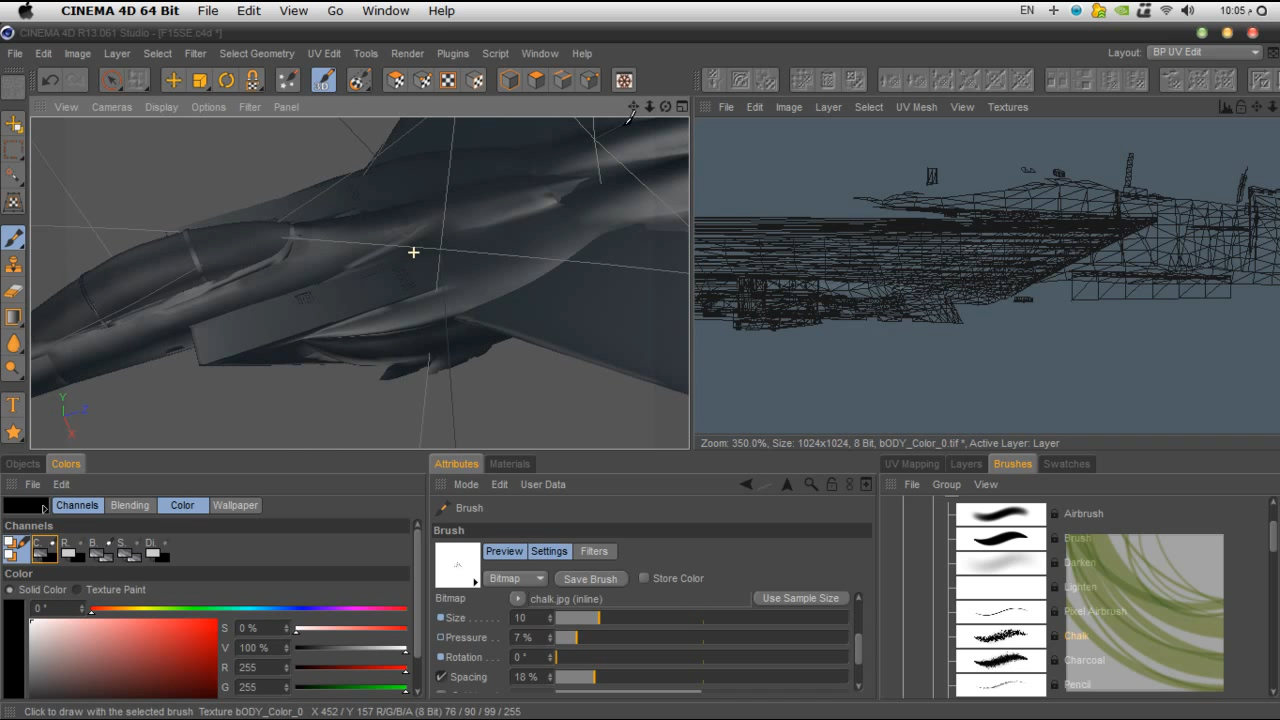 CINEMA 4D 64 Bit File Edit View Go Window Help EN 10:05 م
CINEMA 4D R13.061 Studio - [F15SE.c4d *]
File Edit Image Layer Select Filter Select Geometry UV Edit Tools Render Plugins Script Window Help Layout: BP UV Edit
3D
View Cameras Display Options Filter Panel
File Edit Image Layer Select UV Mesh View Textures
Y
Z
X
T
Zoom: 350.0%, Size: 1024x1024, 8 Bit, bODY_Color_0.tif *, Active Layer: Layer
Objects Colors
File Edit
Channels Blending Color Wallpaper
Channels
C. R. B. S. Di.
Color
Solid Color Texture Paint
0 °
S 0 %
V 100 %
R 255
G 255
Attributes Materials
Mode Edit User Data
Brush
Brush
Preview Settings Filters
Bitmap Save Brush Store Color
Bitmap chalk.jpg (inline) Use Sample Size
Size . . . . . . 10
Pressure . . 7 %
Rotation . . 0 °
Spacing 18 %
UV Mapping Layers Brushes Swatches
File Group View
Airbrush
Brush
Darken
Lighten
Pixel Airbrush
Chalk
Charcoal
Pencil
Click to draw with the selected brush Texture bODY_Color_0 X 452 / Y 157 R/G/B/A (8 Bit) 76 / 90 / 99 / 255